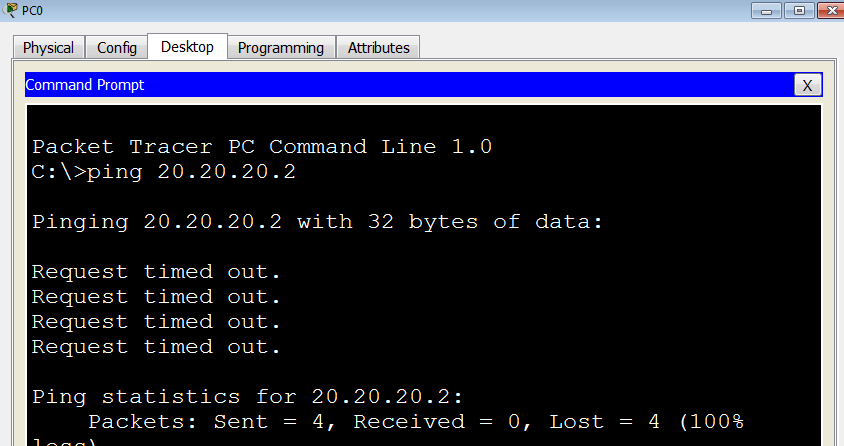 PC0
Physical Config Desktop Programming Attributes
Command Prompt X
Packet Tracer PC Command Line 1.0
C:\>ping 20.20.20.2
Pinging 20.20.20.2 with 32 bytes of data:
Request timed out.
Request timed out.
Request timed out.
Request timed out.
Ping statistics for 20.20.20.2:
Packets: Sent = 4, Received = 0, Lost = 4 (100%
loss)